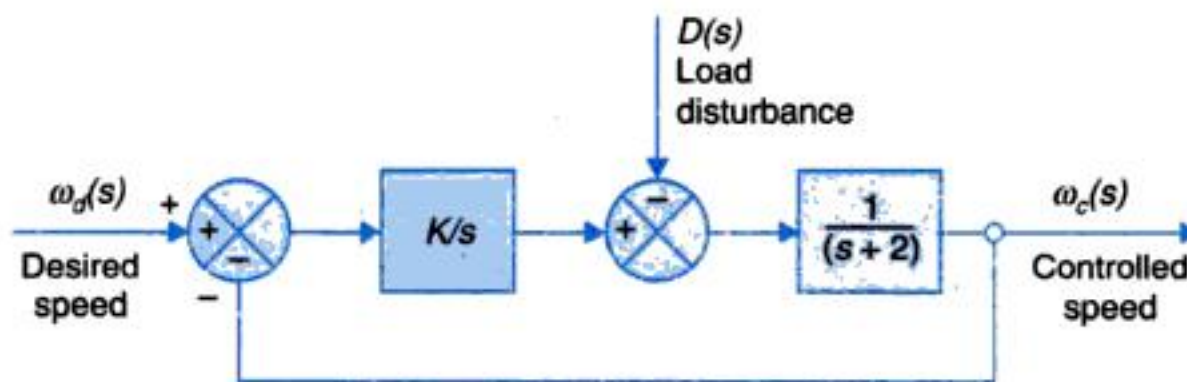 D(s)
Load
disturbance
ω_d(s)
+
+
−
−
Desired
speed
K/s
−
+
1
(s + 2)
ω_c(s)
Controlled
speed